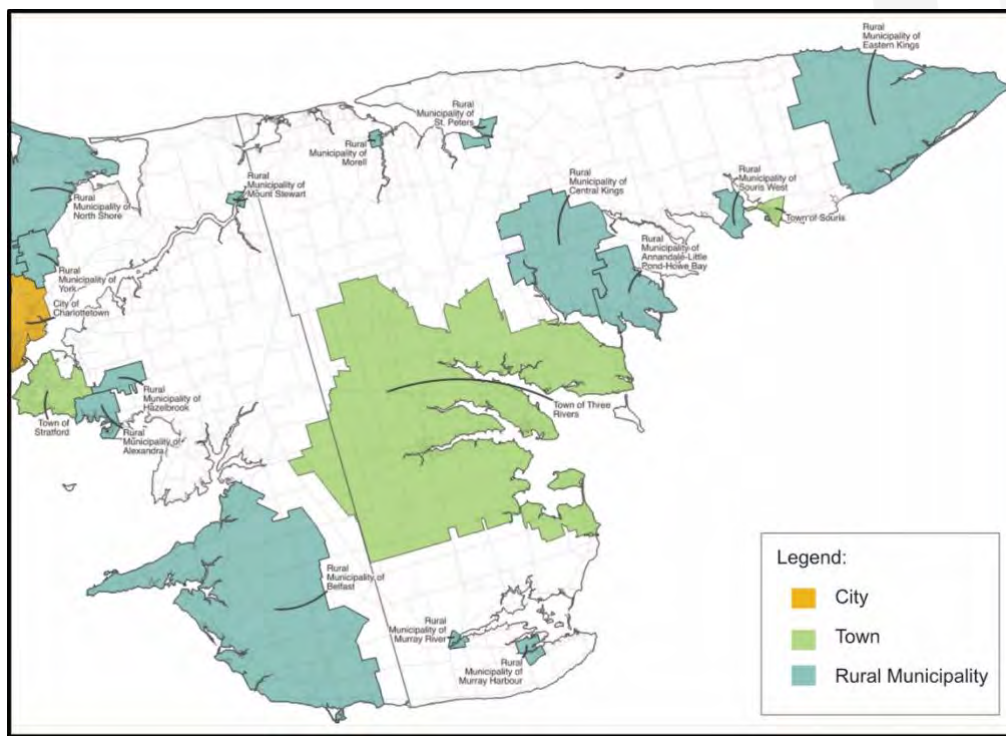 Rural
Municipality of
Eastern Kings
Rural
Municipality of
St. Peters
Rural
Municipality of
Morell
Rural
Municipality of
Mount Stewart
Rural
Municipality of
Central Kings
Rural
Municipality of
Souris West
Town of Souris
Rural
Municipality of
North Shore
Rural
Municipality of
Annandale-Little
Pond-Howe Bay
Rural
Municipality of
York
City of
Charlottetown
Rural
Municipality of
Hazelbrook
Town of
Stratford
Rural
Municipality of
Alexandra
Town of Three
Rivers
Rural
Municipality of
Belfast
Rural
Municipality of
Murray River
Rural
Municipality of
Murray Harbour
Legend:
City
Town
Rural Municipality